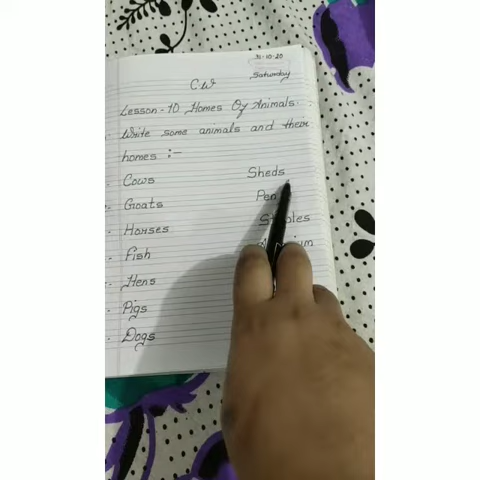 31-10-20
C.W
Saturday
Lesson-10 Homes Of Animals.
Write some animals and their
homes :-
Cows Sheds
Goats
Horses
Fish
Hens
Pigs
Dogs